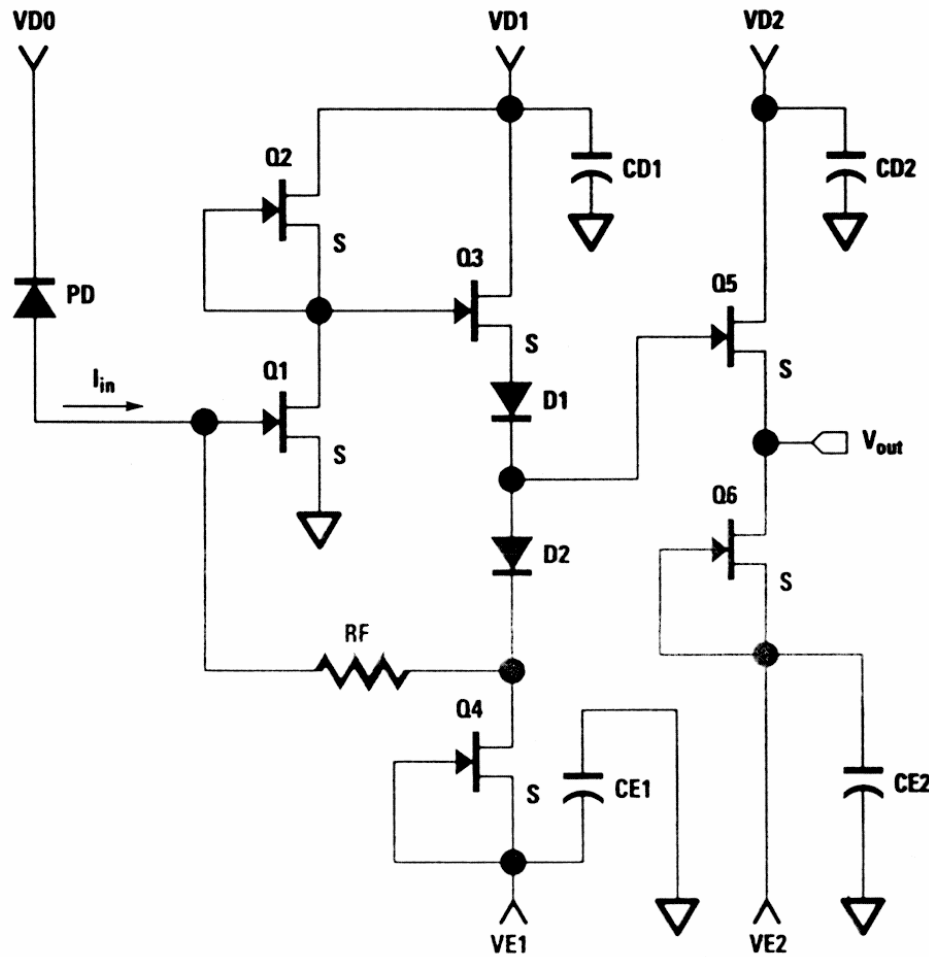 VD0
VD1
VD2
Q2
CD1
CD2
S
Q3
Q5
PD
S
S
Iin
Q1
D1
S
Vout
Q6
D2
S
RF
Q4
S
CE1
CE2
VE1
VE2